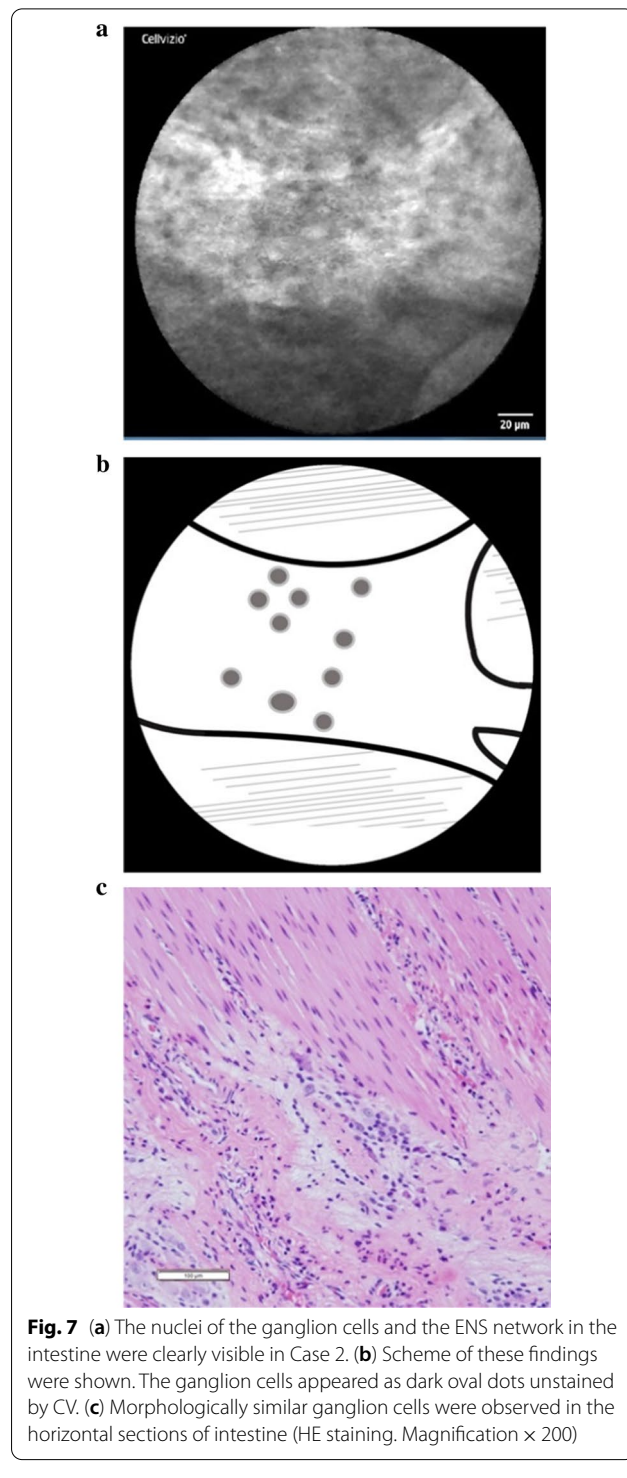 a
Cellvizio®
20 µm
b
c
100 µm
Fig. 7 (a) The nuclei of the ganglion cells and the ENS network in the
intestine were clearly visible in Case 2. (b) Scheme of these findings
were shown. The ganglion cells appeared as dark oval dots unstained
by CV. (c) Morphologically similar ganglion cells were observed in the
horizontal sections of intestine (HE staining. Magnification × 200)